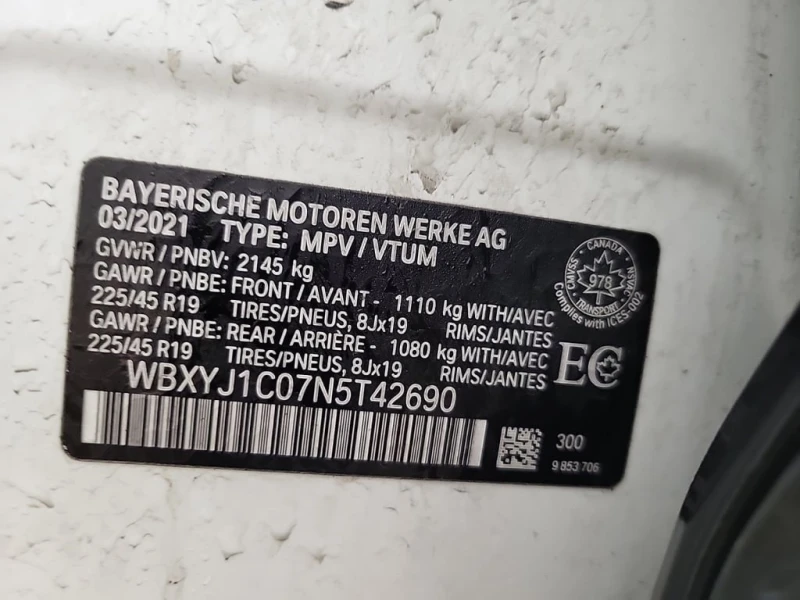 BAYERISCHE MOTOREN WERKE AG
03/2021 TYPE: MPV / VTUM
GVWR / PNBV: 2145 kg
GAWR / PNBE: FRONT / AVANT - 1110 kg WITH/AVEC
225/45 R19 TIRES/PNEUS, 8Jx19 RIMS/JANTES
GAWR / PNBE: REAR / ARRIÈRE - 1080 kg WITH/AVEC
225/45 R19 TIRES/PNEUS, 8Jx19 RIMS/JANTES
WBXYJ1C07N5T42690
CANADA
CMVSS
978
NSVAC
TRANSPORT
Complies with ICES-002
EC
300
9 853 706